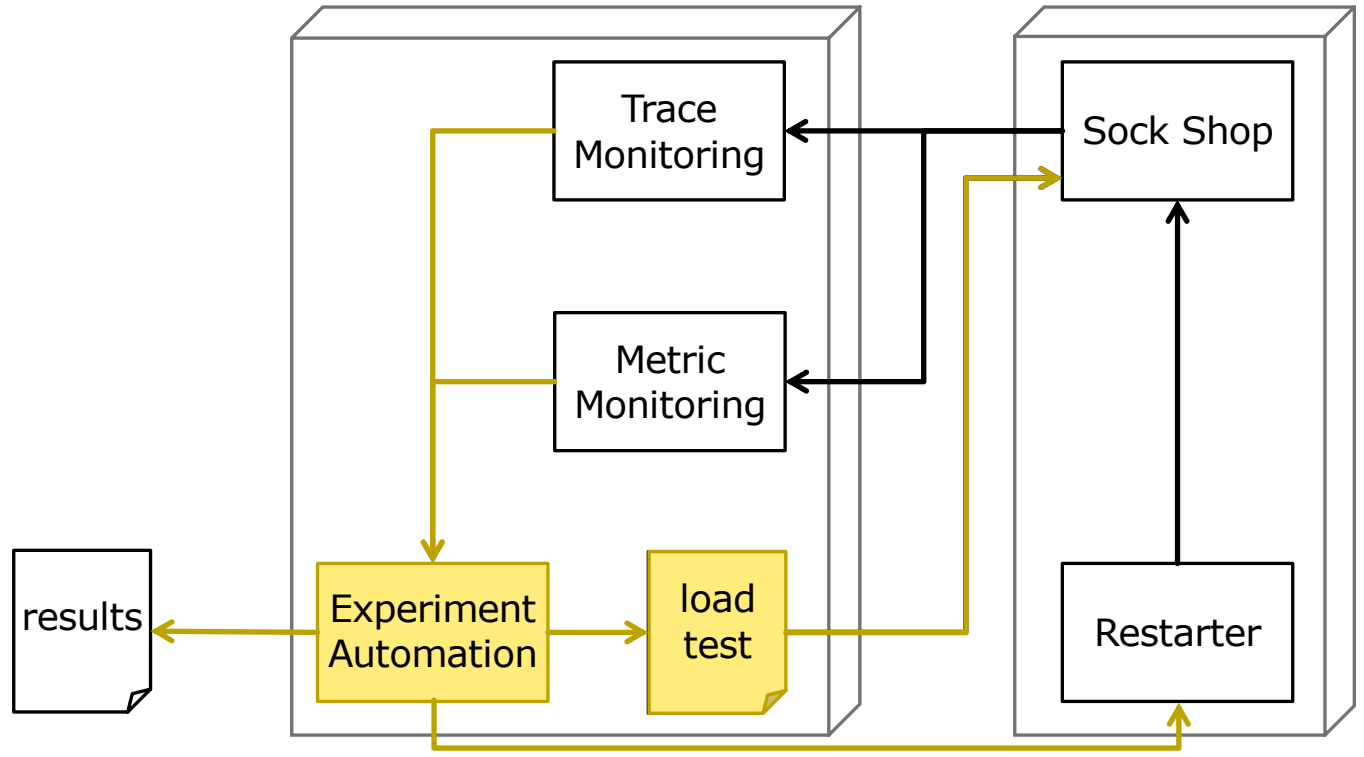 Trace
Monitoring
Sock Shop
Metric
Monitoring
results
Experiment
Automation
load
test
Restarter